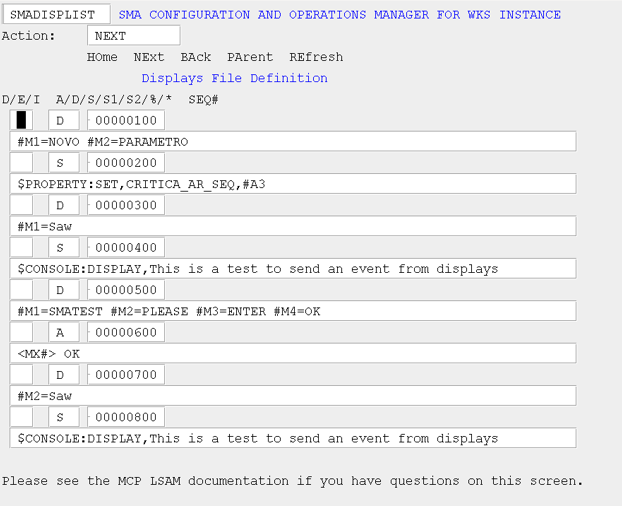 SMADISPLIST SMA CONFIGURATION AND OPERATIONS MANAGER FOR WKS INSTANCE
Action: NEXT
HOme NExt BAck PArent REfresh
Displays File Definition
D/E/I A/D/S/S1/S2/%/* SEQ#
D 00000100
#M1=NOVO #M2=PARAMETRO
S 00000200
$PROPERTY:SET,CRITICA_AR_SEQ,#A3
D 00000300
#M1=Saw
S 00000400
$CONSOLE:DISPLAY,This is a test to send an event from displays
D 00000500
#M1=SMATEST #M2=PLEASE #M3=ENTER #M4=OK
A 00000600
<MX#> OK
D 00000700
#M2=Saw
S 00000800
$CONSOLE:DISPLAY,This is a test to send an event from displays
Please see the MCP LSAM documentation if you have questions on this screen.